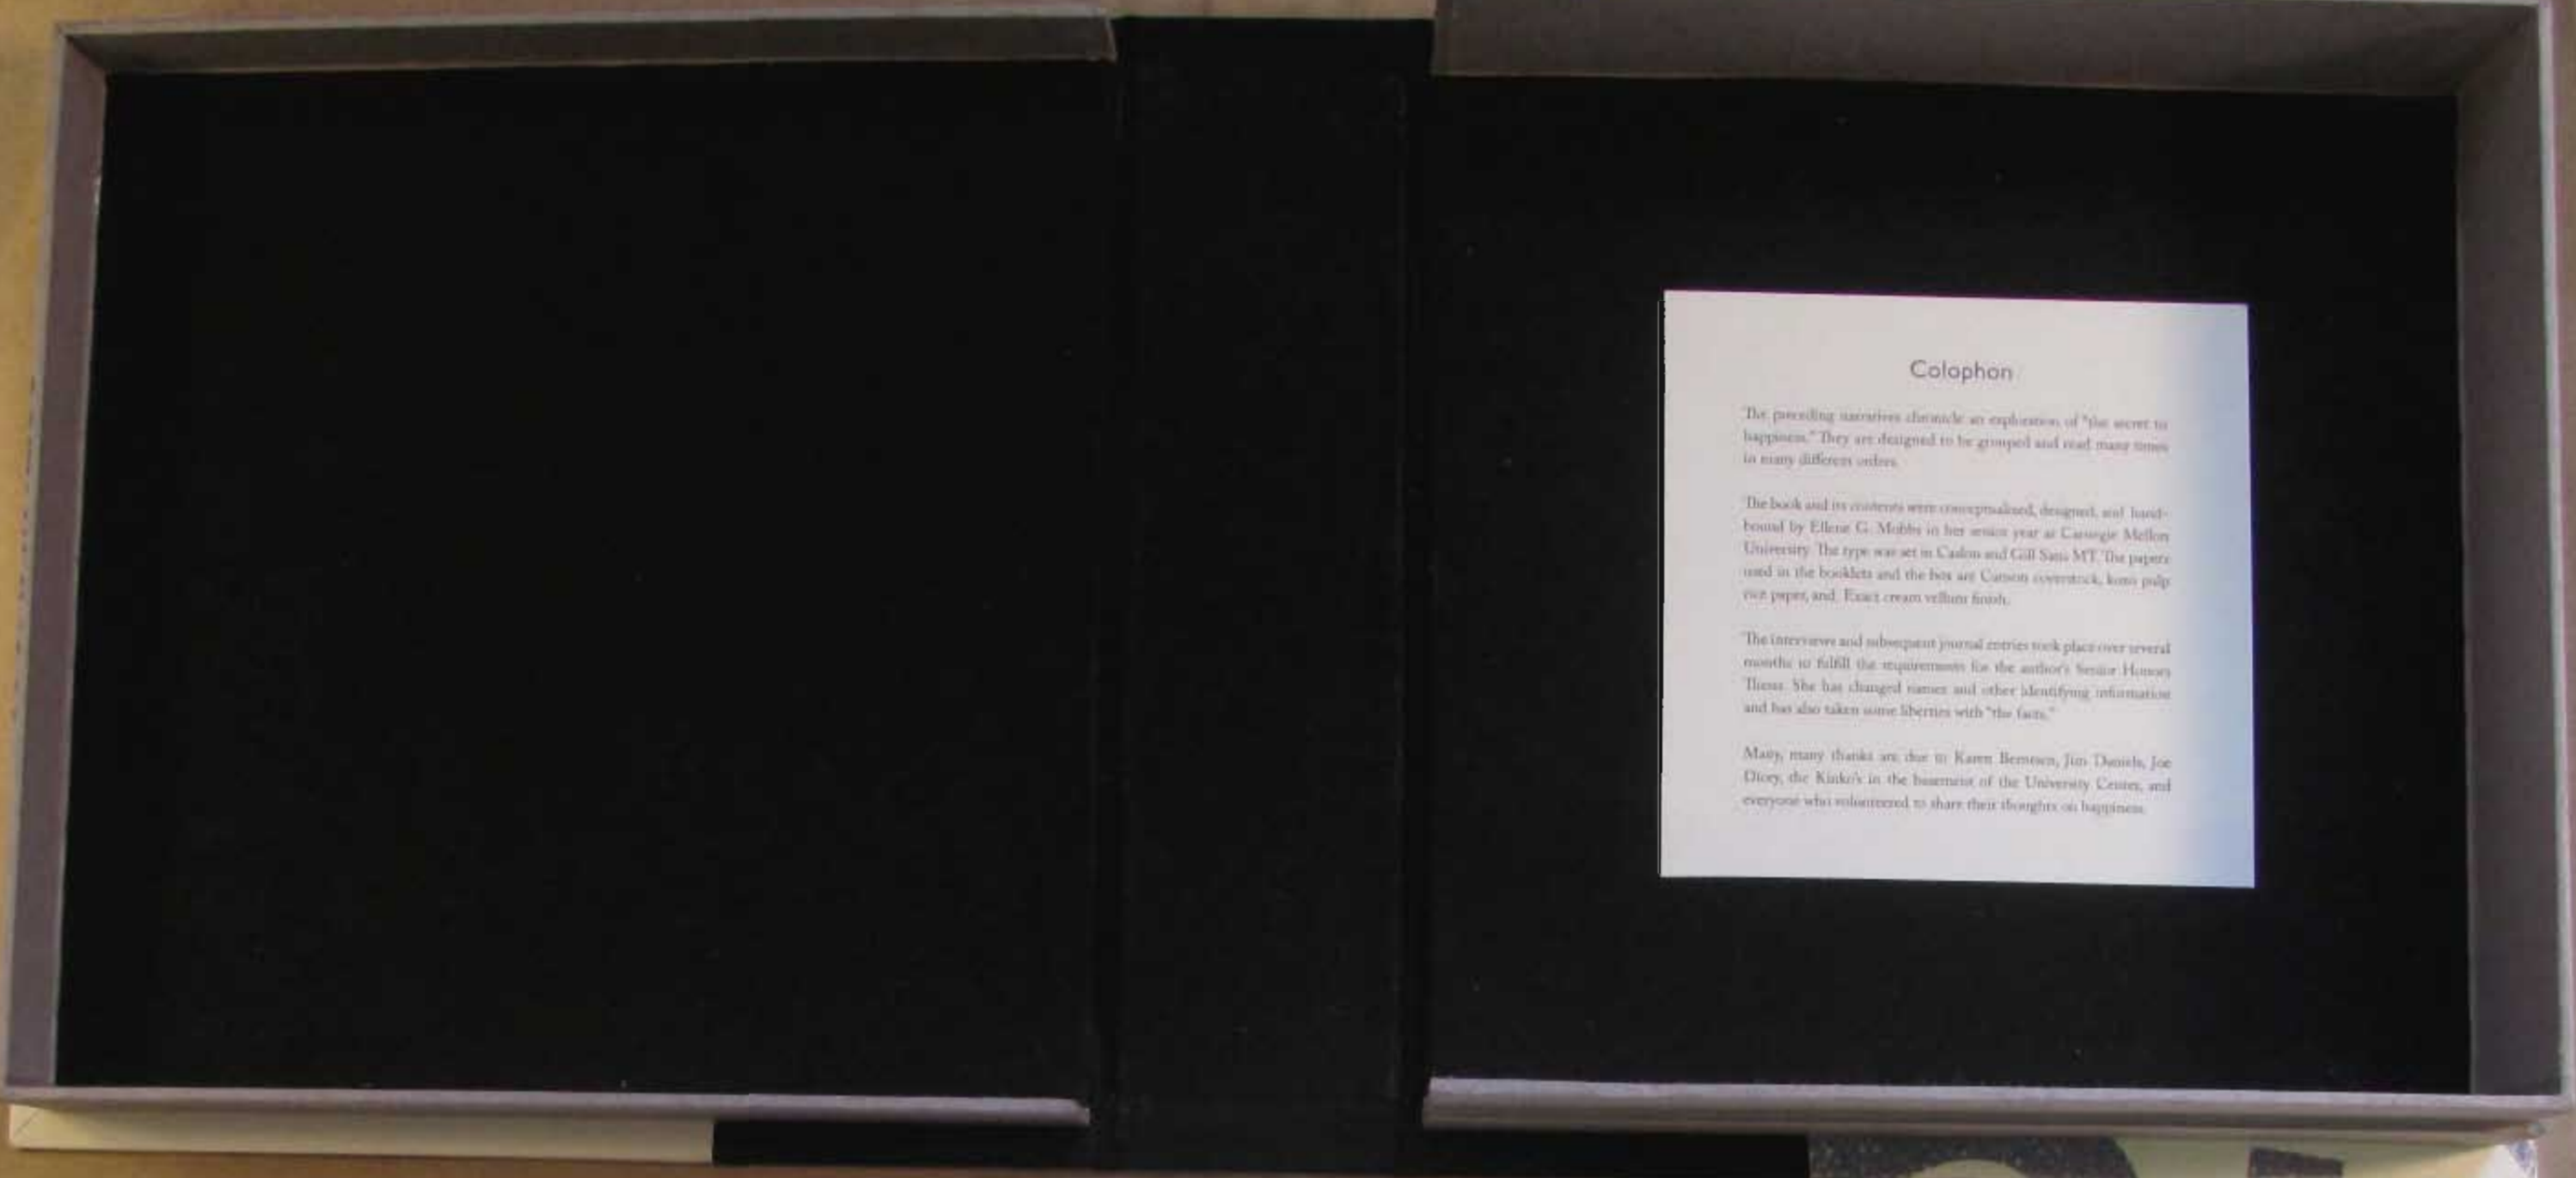 Colophon
The preceding narratives chronicle an exploration of "the secret to
happiness." They are designed to be grouped and read many times
in many different orders.
The book and its contents were conceptualized, designed, and hand-
bound by Ellene G. Mobbs in her senior year at Carnegie Mellon
University. The type was set in Caslon and Gill Sans MT. The papers
used in the booklets and the box are Canson coverstock, kozo pulp
rice paper, and Exact cream vellum finish.
The interviews and subsequent journal entries took place over several
months to fulfill the requirements for the author's Senior Honors
Thesis. She has changed names and other identifying information
and has also taken some liberties with "the facts."
Many, many thanks are due to Karen Bernesen, Jim Daniels, Joe
the Kinko's in the basement of the University Center, and
everyone who volunteered to share their thoughts on happiness.